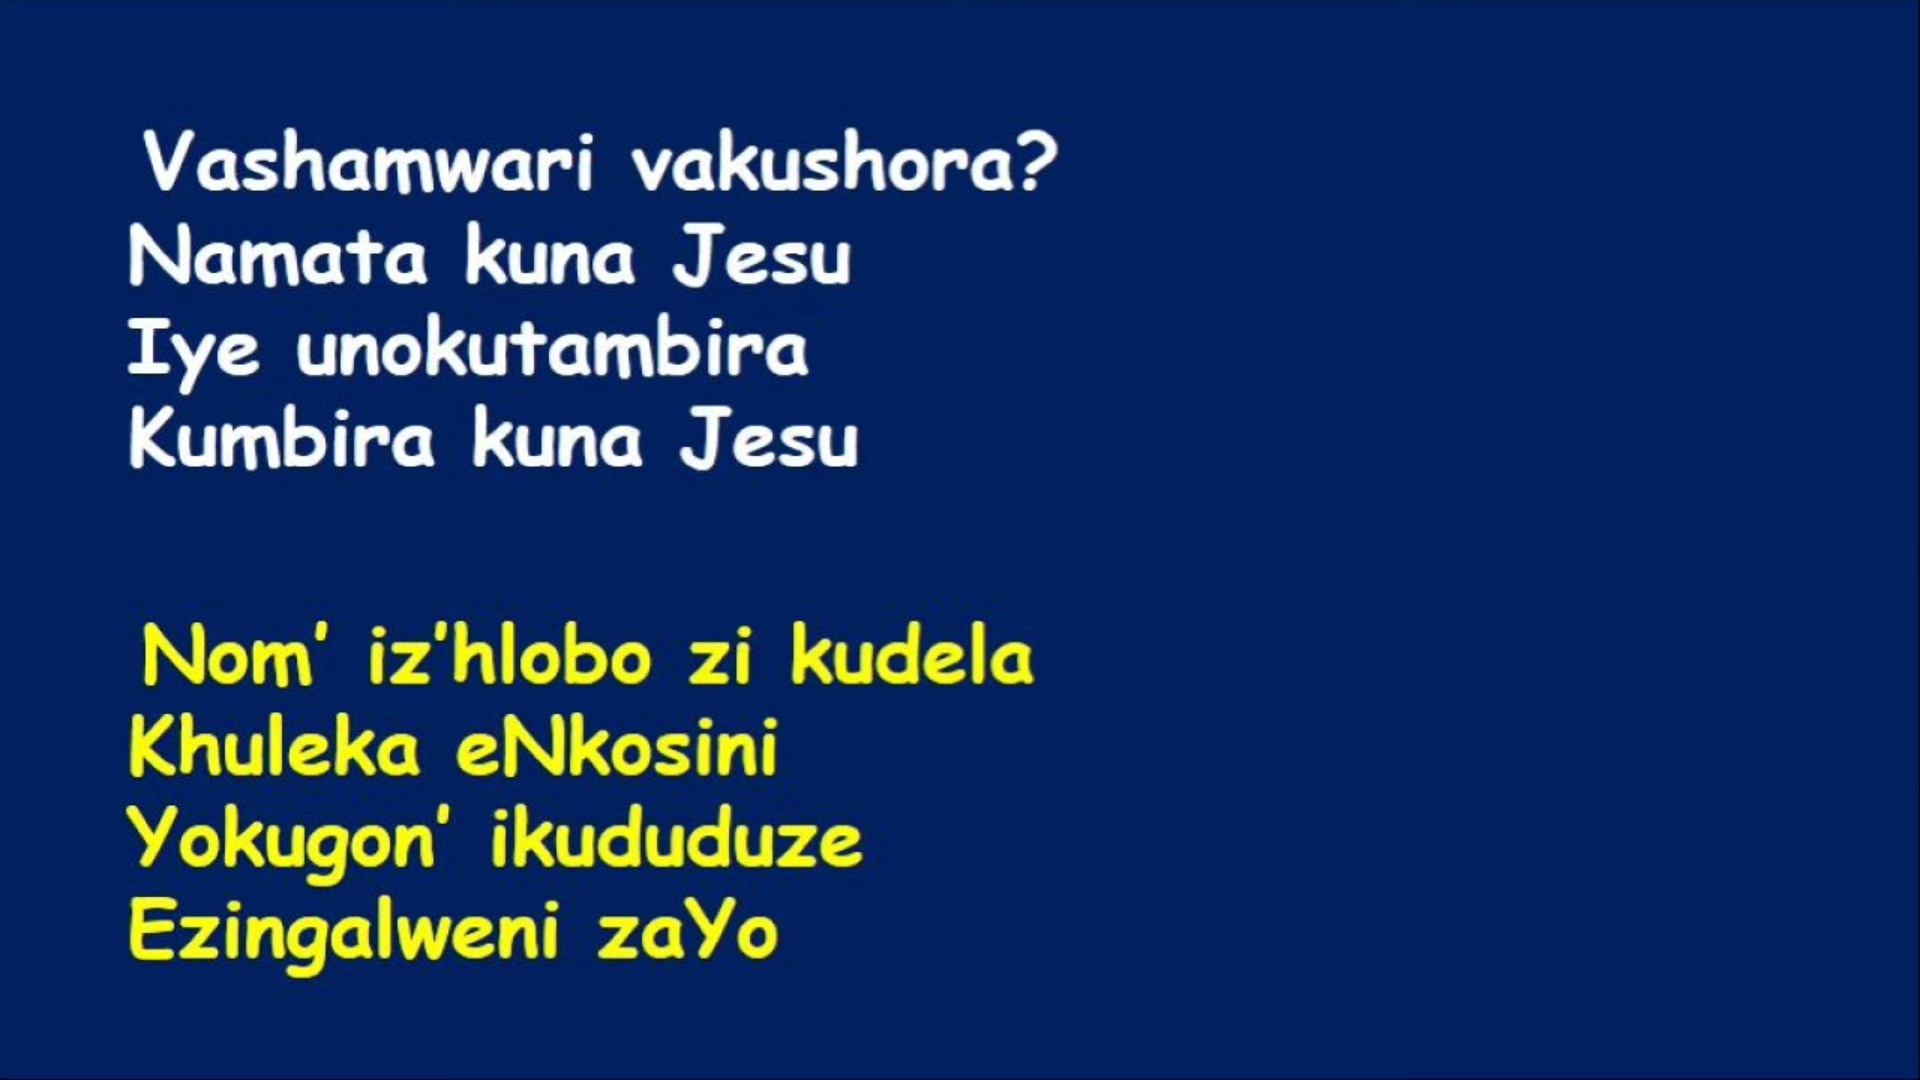 Vashamwari vakushora?
Namata kuna Jesu
Iye unokutambira
Kumbira kuna Jesu
Nom' iz'hlobo zi kudela
Khuleka eNkosini
Yokugon' ikududuze
Ezingalweni zaYo